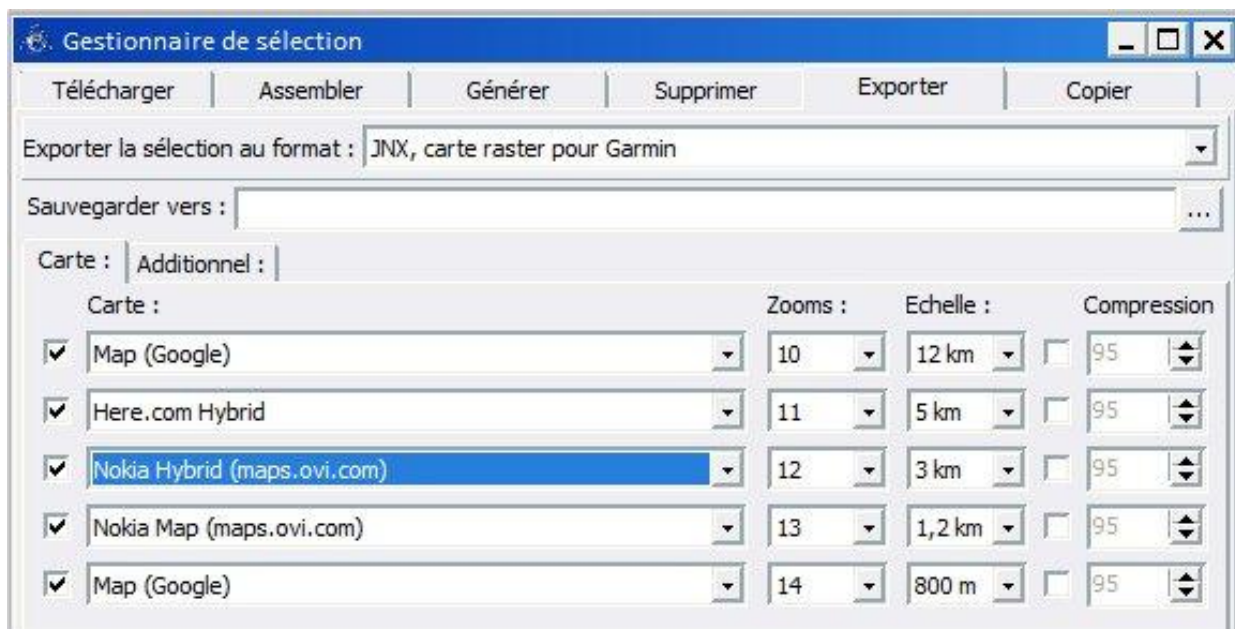 Gestionnaire de sélection
Télécharger Assembler Générer Supprimer Exporter Copier
Exporter la sélection au format : JNX, carte raster pour Garmin
Sauvegarder vers : ...
Carte : Additionnel :
Carte : Zooms : Echelle : Compression
Map (Google) 10 12 km 95
Here.com Hybrid 11 5 km 95
Nokia Hybrid (maps.ovi.com) 12 3 km 95
Nokia Map (maps.ovi.com) 13 1,2 km 95
Map (Google) 14 800 m 95